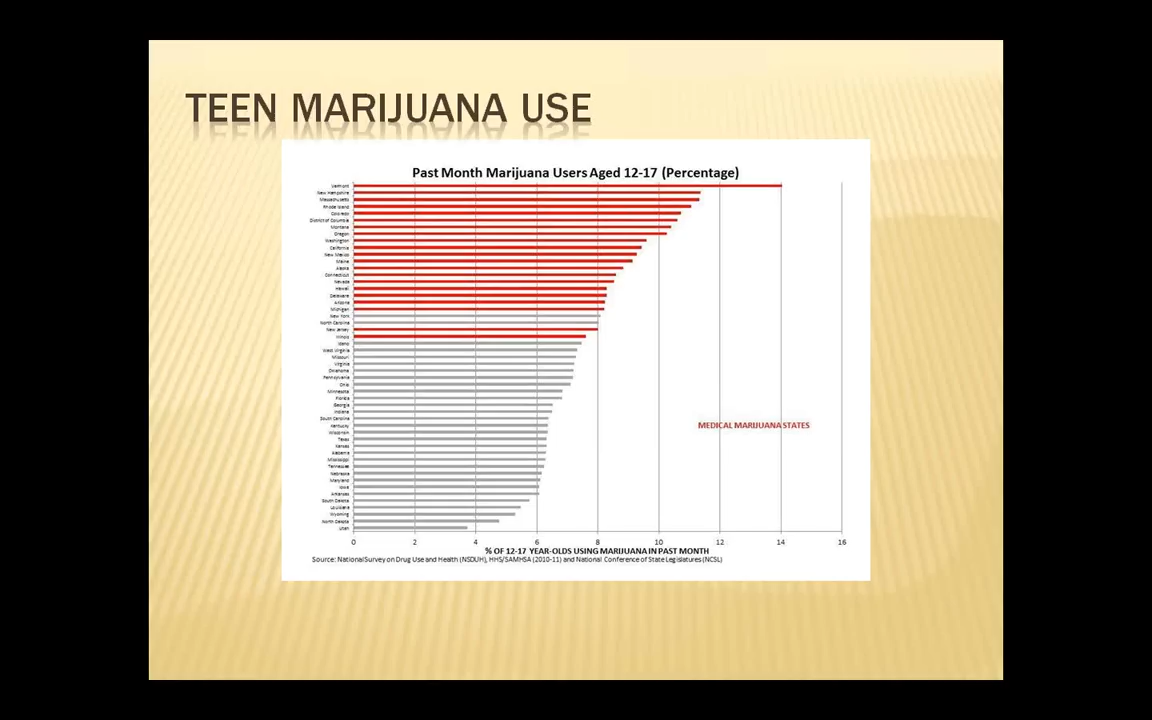 TEEN MARIJUANA USE
Past Month Marijuana Users Aged 12-17 (Percentage)
Vermont
New Hampshire
Massachusetts
Rhode Island
Colorado
District of Columbia
Montana
Oregon
Washington
California
New Mexico
Maine
Alaska
Connecticut
Nevada
Hawaii
Delaware
Arizona
Michigan
New York
North Carolina
New Jersey
Illinois
Idaho
West Virginia
Missouri
Virginia
Oklahoma
Pennsylvania
Ohio
Minnesota
Florida
Georgia
Indiana
South Carolina
Kentucky
Wisconsin
Texas
Kansas
Alabama
Mississippi
Tennessee
Nebraska
Maryland
Iowa
Arkansas
South Dakota
Louisiana
Wyoming
North Dakota
Utah
MEDICAL MARIJUANA STATES
0 2 4 6 8 10 12 14 16
% OF 12-17 YEAR-OLDS USING MARIJUANA IN PAST MONTH
Source: National Survey on Drug Use and Health (NSDUH), HHS/SAMHSA (2010-11) and National Conference of State Legislatures (NCSL)